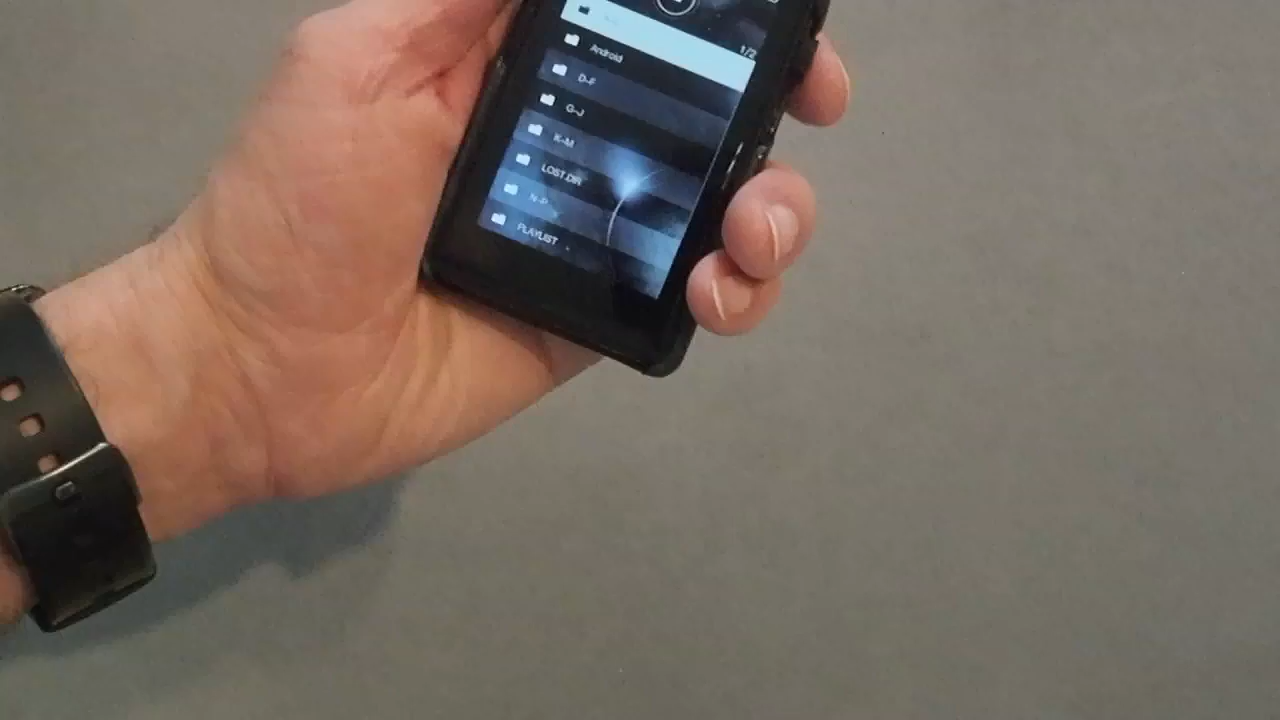 1/2
Android
D-F
G-J
K-M
LOST.DIR
N-P
PLAYLIST